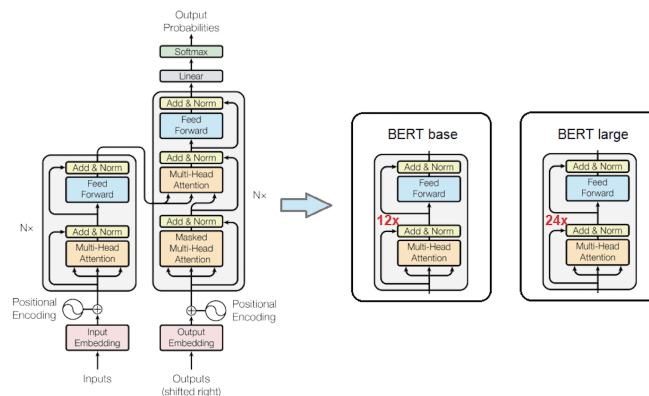 Output
Probabilities
Softmax
Linear
Add & Norm
Feed
Forward
Add & Norm
Multi-Head
Attention
Nx
Add & Norm
Masked
Multi-Head
Attention
Positional
Encoding
Output
Embedding
Outputs
(shifted right)
Add & Norm
Feed
Forward
Nx
Add & Norm
Multi-Head
Attention
Positional
Encoding
Input
Embedding
Inputs
BERT base
Add & Norm
Feed
Forward
12x
Add & Norm
Multi-Head
Attention
BERT large
Add & Norm
Feed
Forward
24x
Add & Norm
Multi-Head
Attention